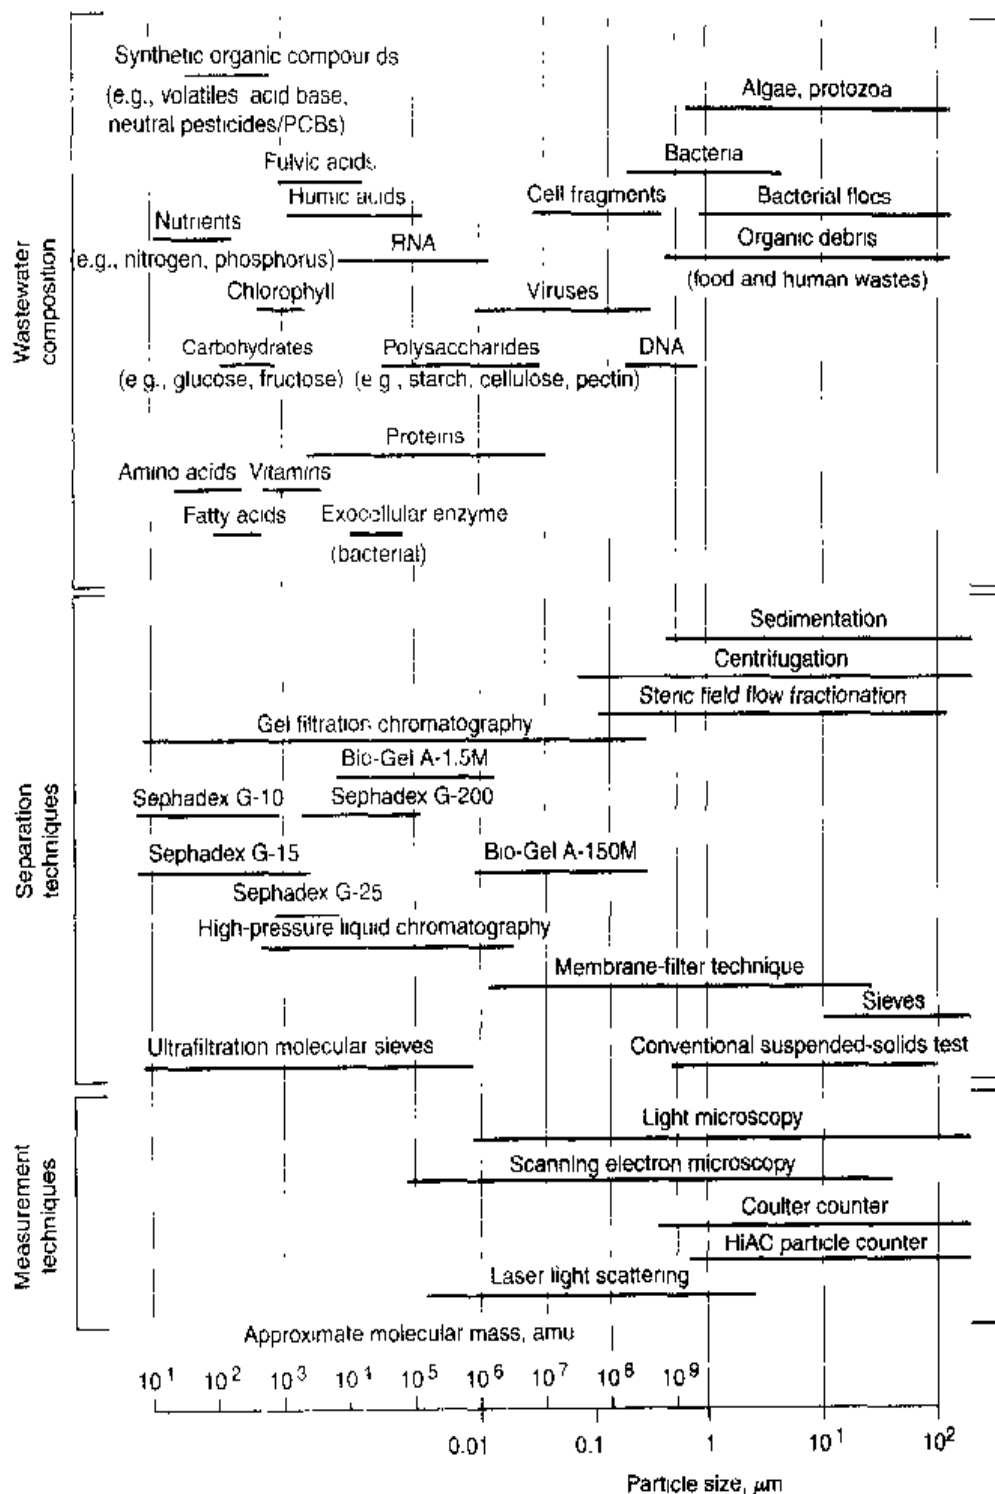 Synthetic organic compounds
(e.g., volatiles acid base,
neutral pesticides/PCBs)
Algae, protozoa
Bacteria
Fulvic acids
Humic acids
Cell fragments
Bacterial flocs
Nutrients
(e.g., nitrogen, phosphorus)
RNA
Organic debris
(food and human wastes)
Chlorophyll
Viruses
Carbohydrates
(e.g., glucose, fructose)
Polysaccharides
(e.g., starch, cellulose, pectin)
DNA
Proteins
Amino acids
Vitamins
Fatty acids
Exocellular enzyme
(bacterial)
Wastewater
composition
Sedimentation
Centrifugation
Steric field flow fractionation
Gel filtration chromatography
Bio-Gel A-1.5M
Sephadex G-10
Sephadex G-200
Sephadex G-15
Bio-Gel A-150M
Sephadex G-25
High-pressure liquid chromatography
Membrane-filter technique
Sieves
Ultrafiltration molecular sieves
Conventional suspended-solids test
Separation
techniques
Light microscopy
Scanning electron microscopy
Coulter counter
HiAC particle counter
Laser light scattering
Measurement
techniques
Approximate molecular mass, amu
10¹ 10² 10³ 10⁴ 10⁵ 10⁶ 10⁷ 10⁸ 10⁹
0.01 0.1 1 10¹ 10²
Particle size, μm